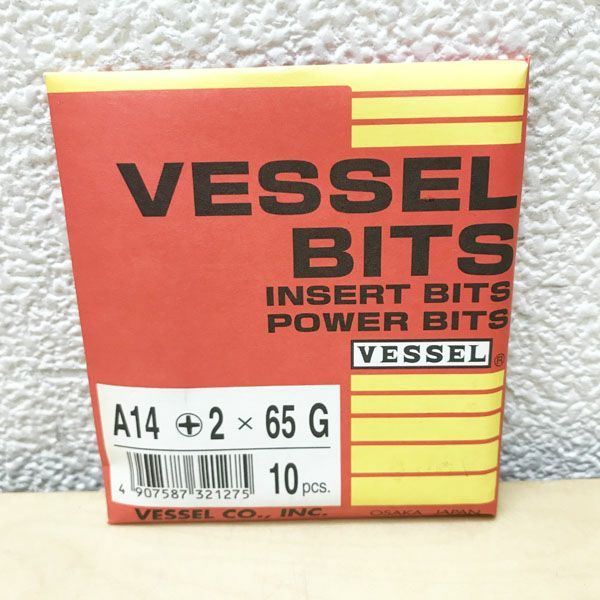 VESSEL
BITS
INSERT BITS
POWER BITS
VESSEL ®
A14 ⊕ 2 × 65 G
4 907587 321275
10 pcs.
VESSEL CO., INC. OSAKA JAPAN